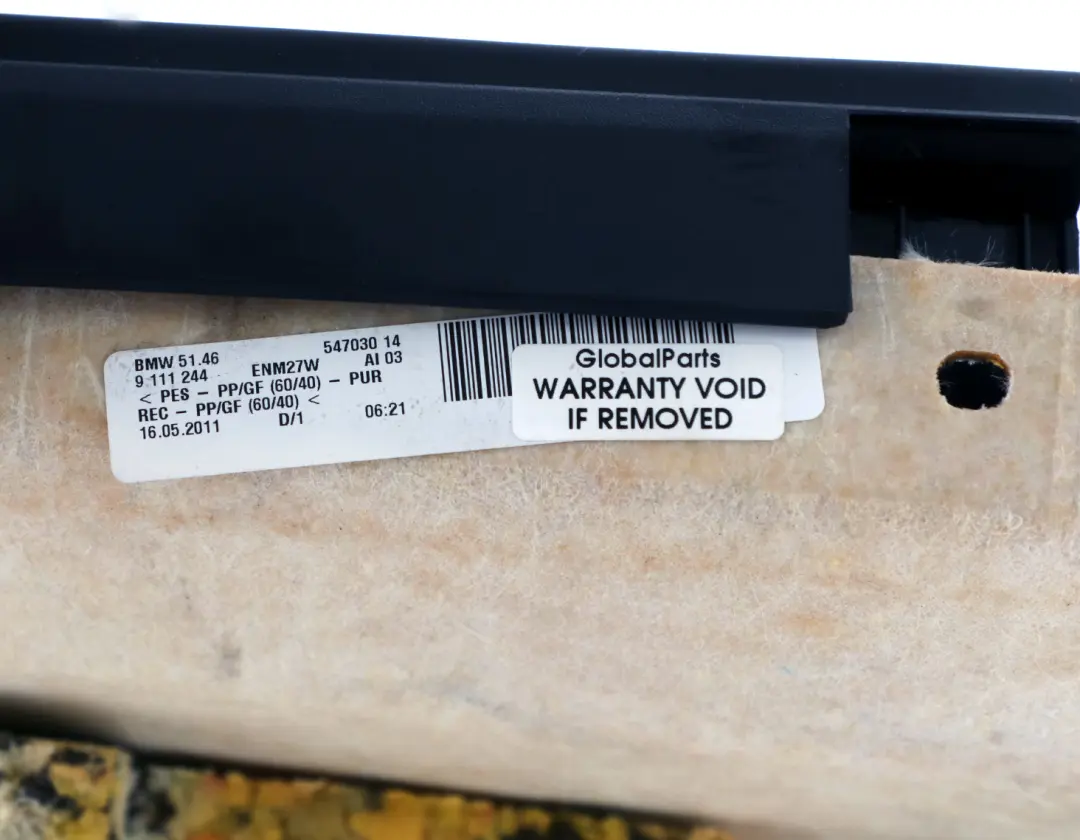 BMW 51.46 547030 14
9 111 244 ENM27W AI 03
< PES – PP/GF (60/40) – PUR
REC – PP/GF (60/40) <
16.05.2011 D/1 06:21
GlobalParts
WARRANTY VOID
IF REMOVED